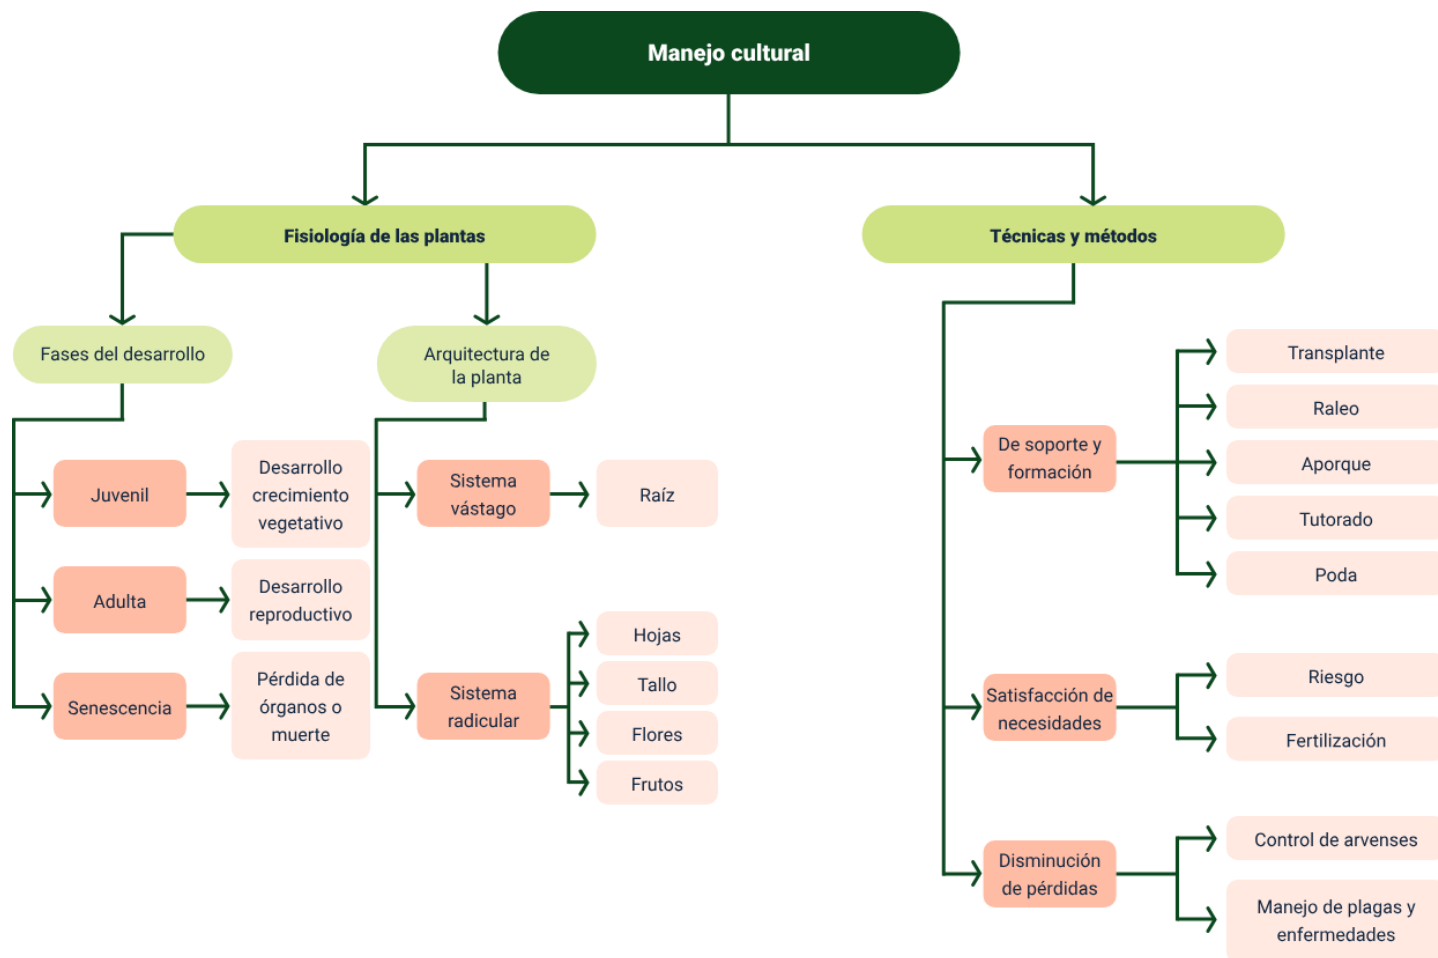 Manejo cultural
Fisiología de las plantas
Técnicas y métodos
Fases del desarrollo
Arquitectura de
la planta
Juvenil
Desarrollo
crecimiento
vegetativo
Adulta
Desarrollo
reproductivo
Senescencia
Pérdida de
órganos o
muerte
Sistema
vástago
Raíz
Sistema
radicular
Hojas
Tallo
Flores
Frutos
De soporte y
formación
Transplante
Raleo
Aporque
Tutorado
Poda
Satisfacción de
necesidades
Riesgo
Fertilización
Disminución
de pérdidas
Control de arvenses
Manejo de plagas y
enfermedades